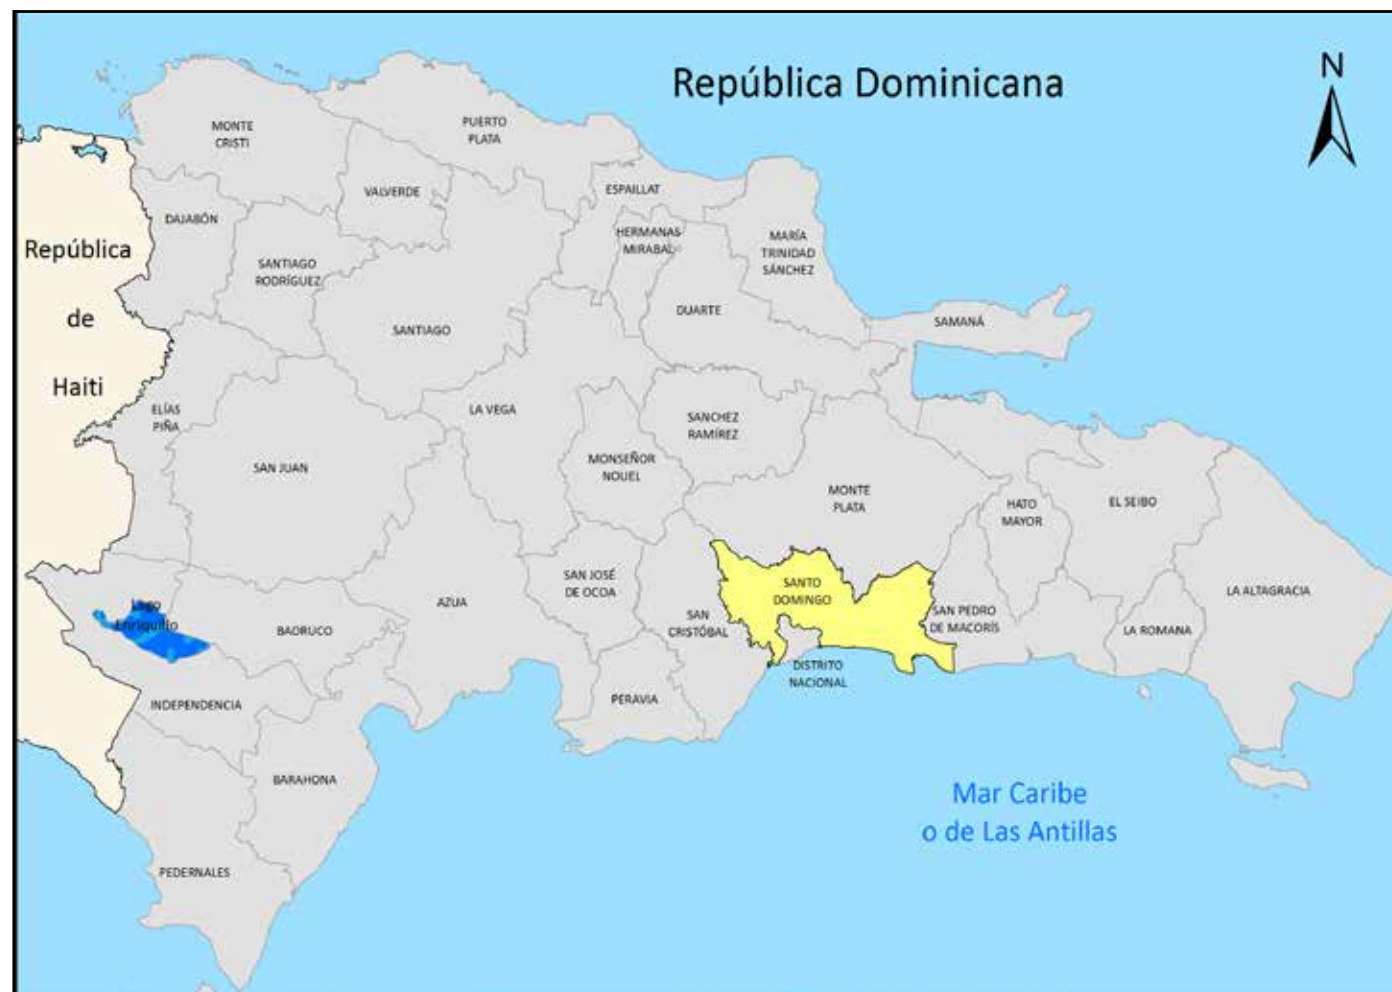 República Dominicana
N
MONTE
CRISTI
PUERTO
PLATA
VALVERDE
ESPAILLAT
DAJABÓN
HERMANAS
MIRABAL
MARÍA
TRINIDAD
SÁNCHEZ
República
de
Haiti
SANTIAGO
RODRÍGUEZ
SANTIAGO
DUARTE
SAMANÁ
ELÍAS
PIÑA
LA VEGA
SANCHEZ
RAMÍREZ
SAN JUAN
MONSEÑOR
NOUEL
MONTE
PLATA
HATO
MAYOR
EL SEIBO
SAN JOSÉ
DE OCOA
SANTO
DOMINGO
LA ALTAGRACIA
AZUA
Lago
Enriquillo
BAORUCO
SAN
CRISTÓBAL
SAN PEDRO
DE MACORÍS
LA ROMANA
DISTRITO
NACIONAL
INDEPENDENCIA
PERAVIA
BARAHONA
Mar Caribe
o de Las Antillas
PEDERNALES